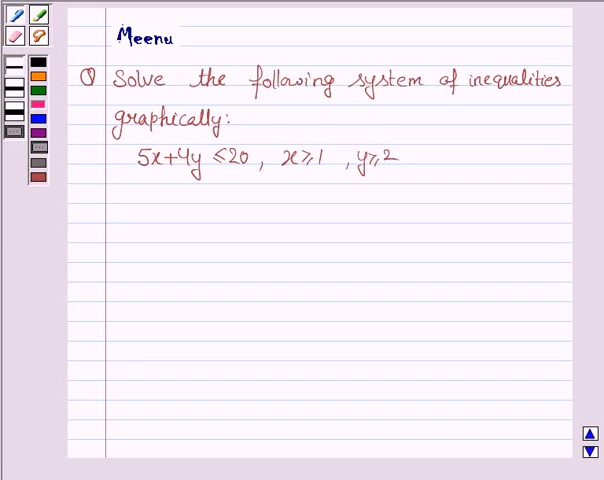 Meenu
Q Solve the following system of inequalities
graphically:
5x+4y ≤20, x≥1, y≥2